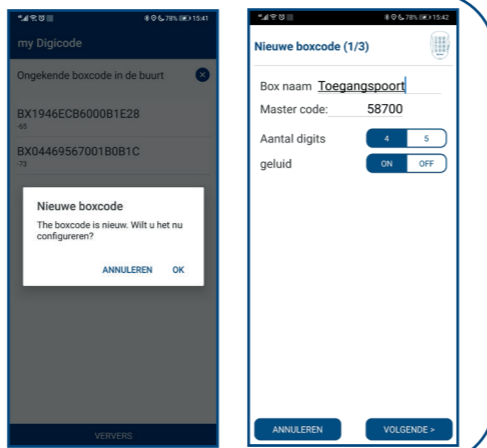 78% 15:41
my Digicode
Ongekende boxcode in de buurt
BX1946ECB6000B1E28
-65
BX04469567001B0B1C
-73
Nieuwe boxcode
The boxcode is nieuw. Wilt u het nu
configureren?
ANNULEREN OK
VERVERS
78% 15:42
Nieuwe boxcode (1/3)
Box naam Toegangspoort
Master code: 58700
Aantal digits 4 5
geluid ON OFF
ANNULEREN VOLGENDE >